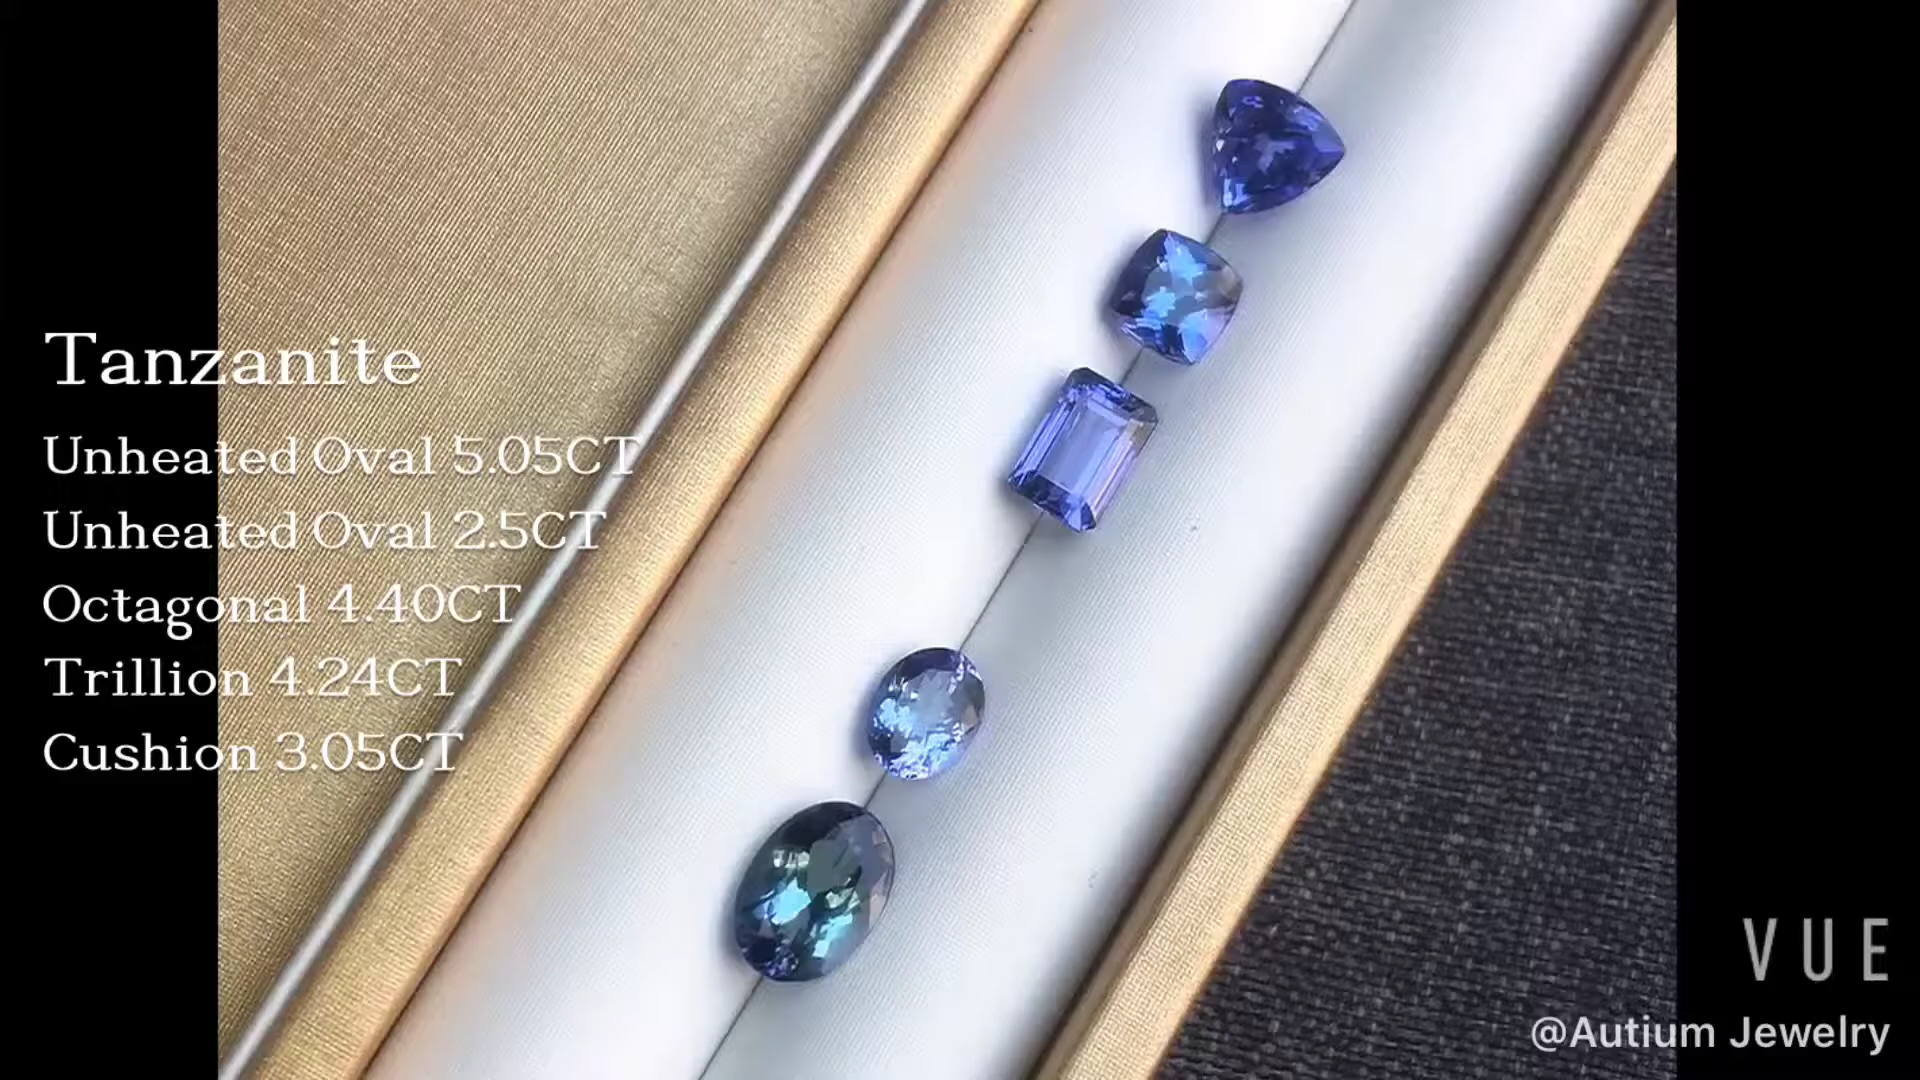 Tanzanite
Unheated Oval 5.05CT
Unheated Oval 2.5CT
Octagonal 4.40CT
Trillion 4.24CT
Cushion 3.05CT
VUE
@Autium Jewelry